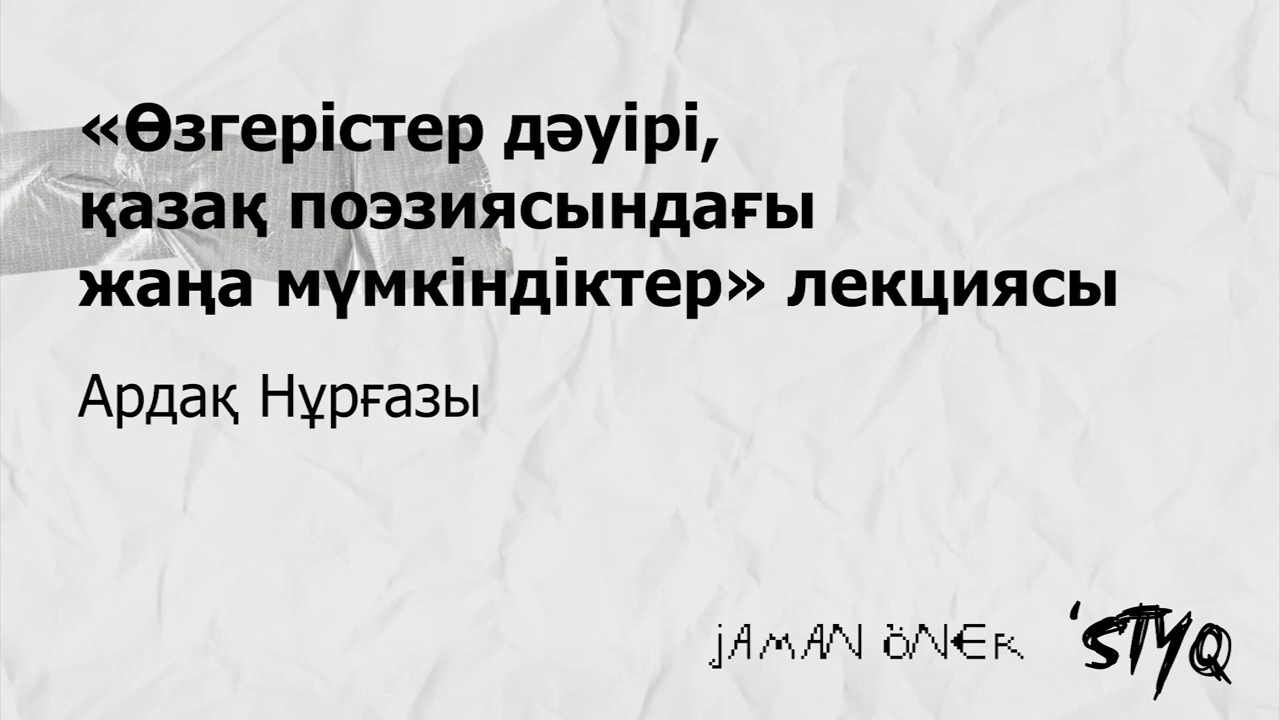 «Өзгерістер дәуірі,
қазақ поэзиясындағы
жаңа мүмкіндіктер» лекциясы
Ардақ Нұрғазы
JAMAN ÖNER 'STYQ